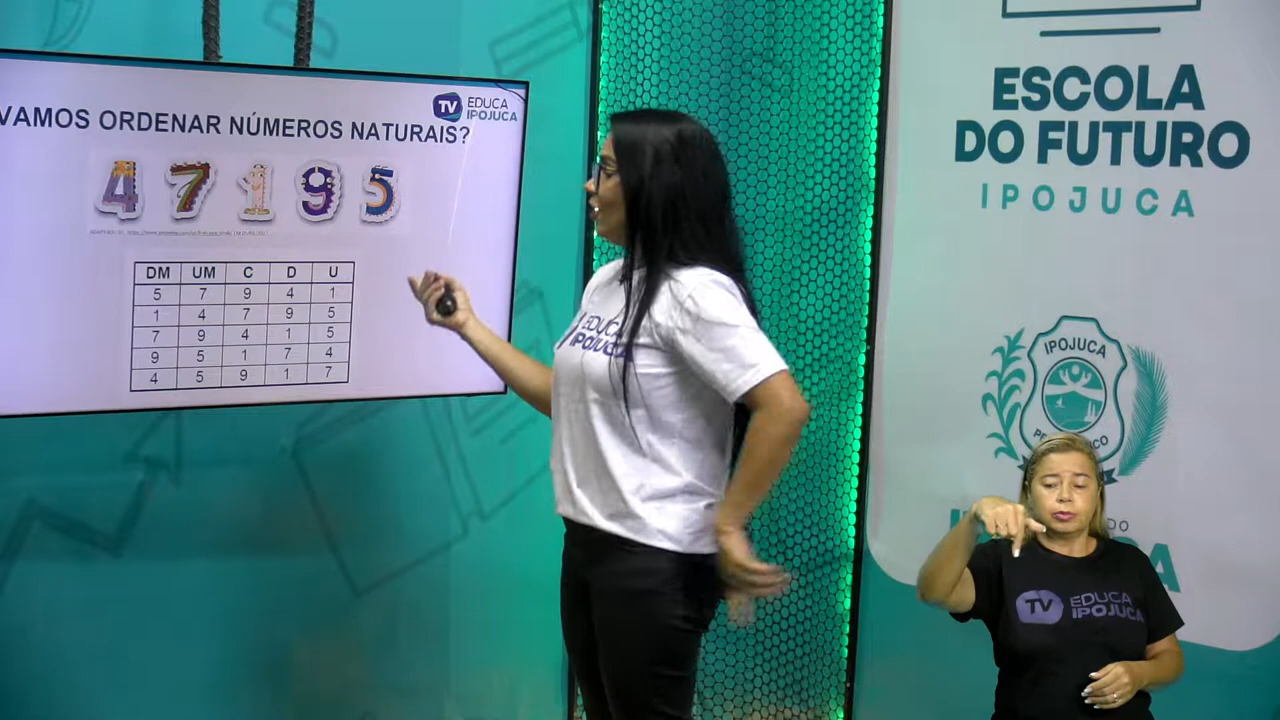 VAMOS ORDENAR NÚMEROS NATURAIS?
TV EDUCA
IPOJUCA
4 7 1 9 5
DM UM C D U
5 7 9 4 1
1 4 7 9 5
7 9 4 1 5
9 5 1 7 4
4 5 9 1 7
EDUCA
IPOJUCA
ESCOLA
DO FUTURO
IPOJUCA
IPOJUCA
TV EDUCA
IPOJUCA